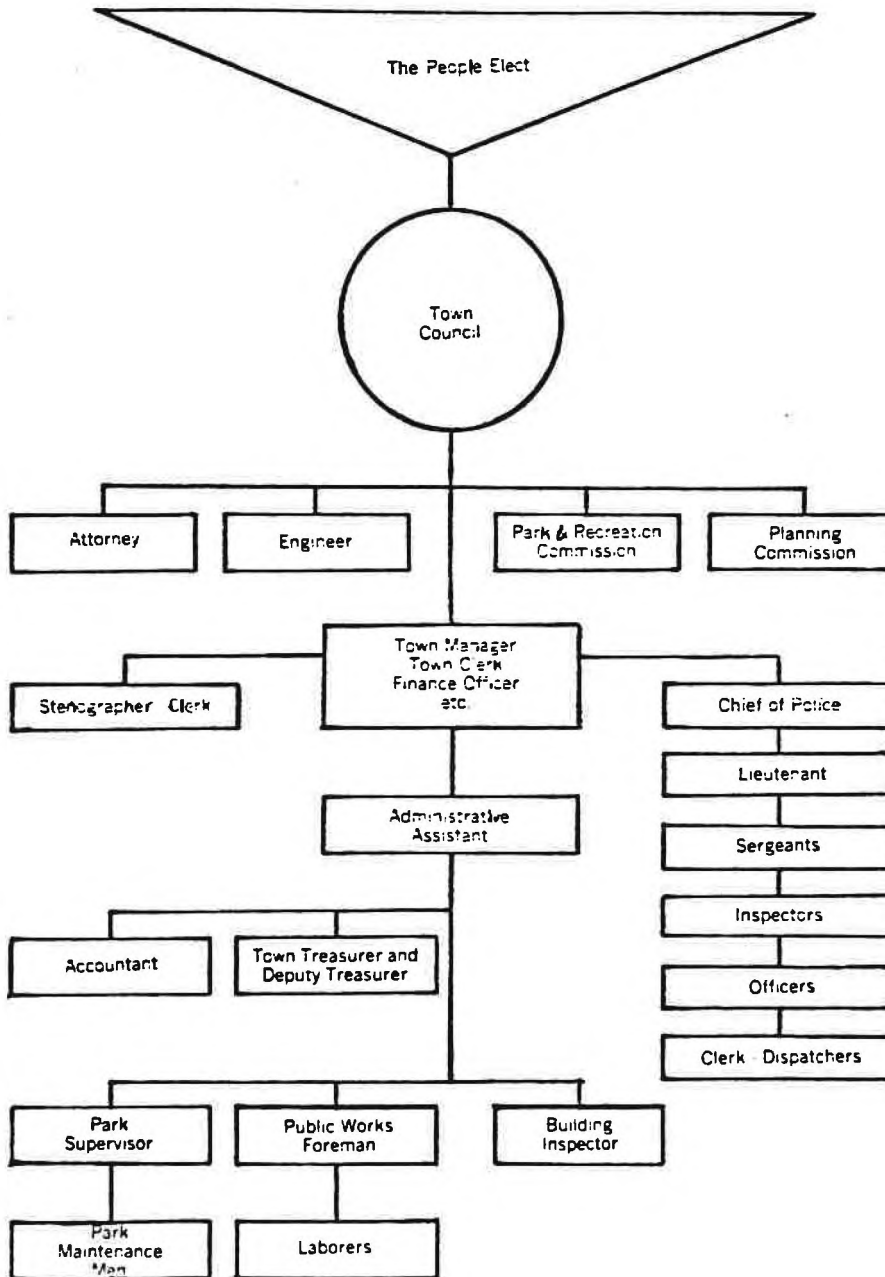 The People Elect
Town
Council
Attorney
Engineer
Park & Recreation
Commission
Planning
Commission
Town Manager
Town Clerk
Finance Officer
etc.
Stenographer - Clerk
Chief of Police
Lieutenant
Administrative
Assistant
Sergeants
Inspectors
Accountant
Town Treasurer and
Deputy Treasurer
Officers
Clerk - Dispatchers
Park
Supervisor
Public Works
Foreman
Building
Inspector
Park
Maintenance
Men
Laborers